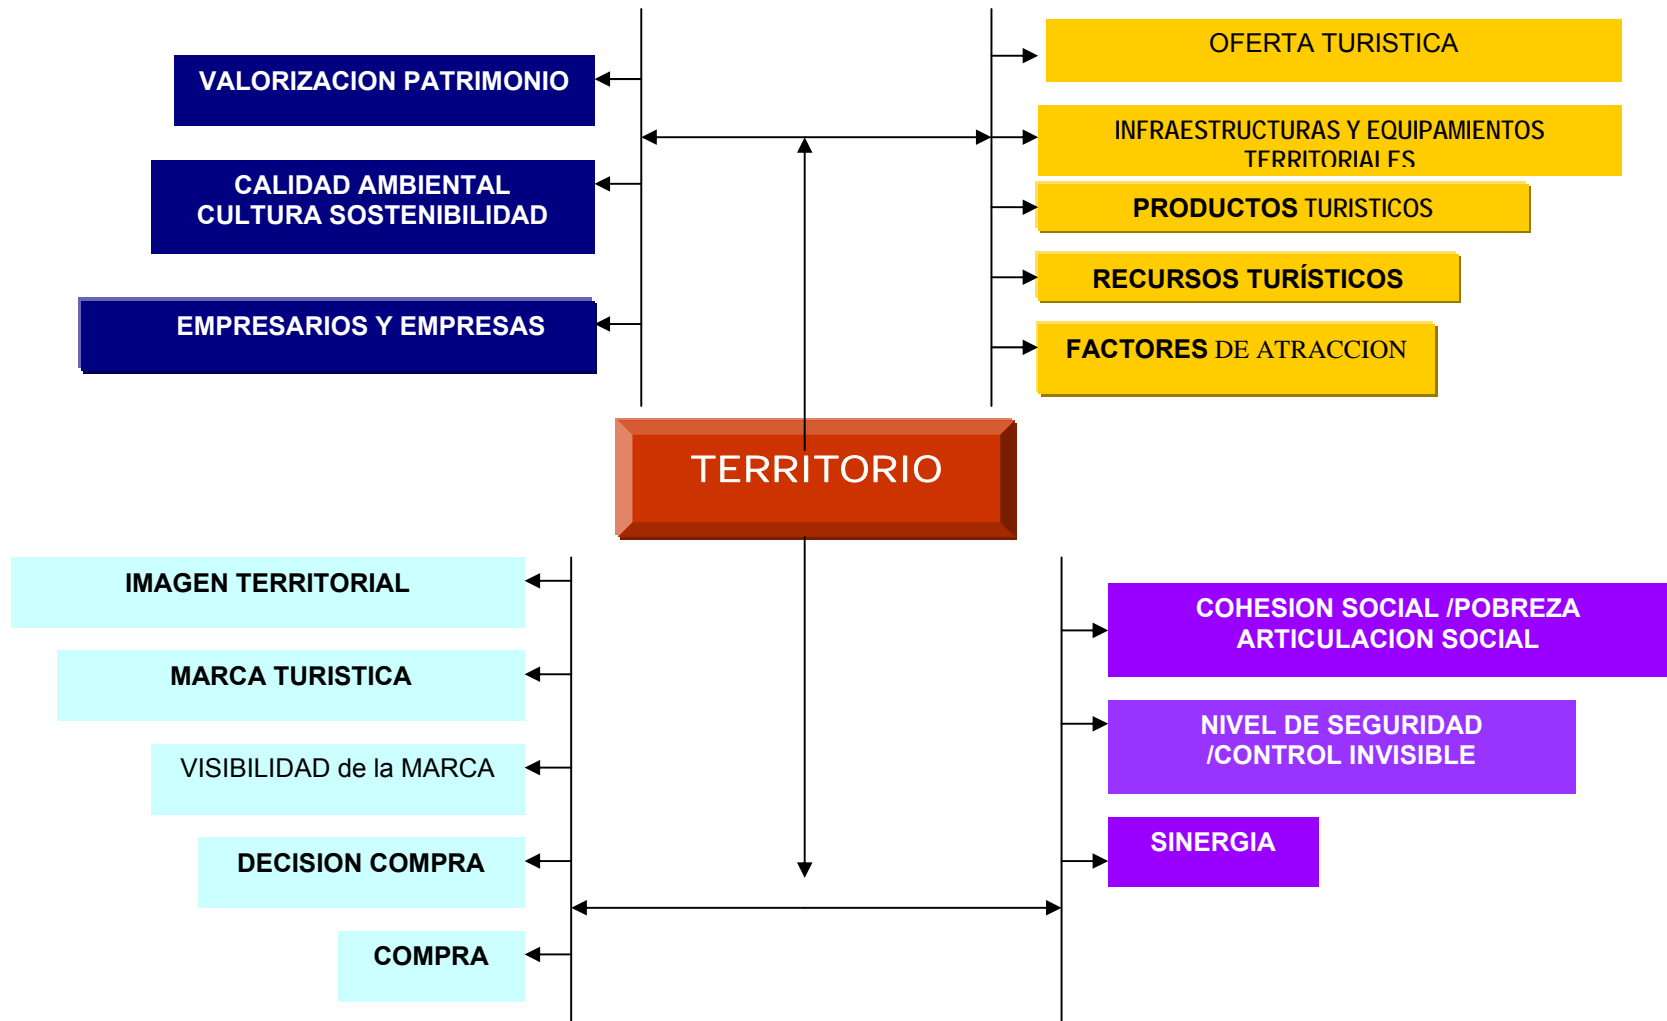 VALORIZACION PATRIMONIO
CALIDAD AMBIENTAL
CULTURA SOSTENIBILIDAD
EMPRESARIOS Y EMPRESAS
OFERTA TURISTICA
INFRAESTRUCTURAS Y EQUIPAMIENTOS
TERRITORIALES
PRODUCTOS TURISTICOS
RECURSOS TURÍSTICOS
FACTORES DE ATRACCION
TERRITORIO
IMAGEN TERRITORIAL
MARCA TURISTICA
VISIBILIDAD de la MARCA
DECISION COMPRA
COMPRA
COHESION SOCIAL /POBREZA
ARTICULACION SOCIAL
NIVEL DE SEGURIDAD
/CONTROL INVISIBLE
SINERGIA